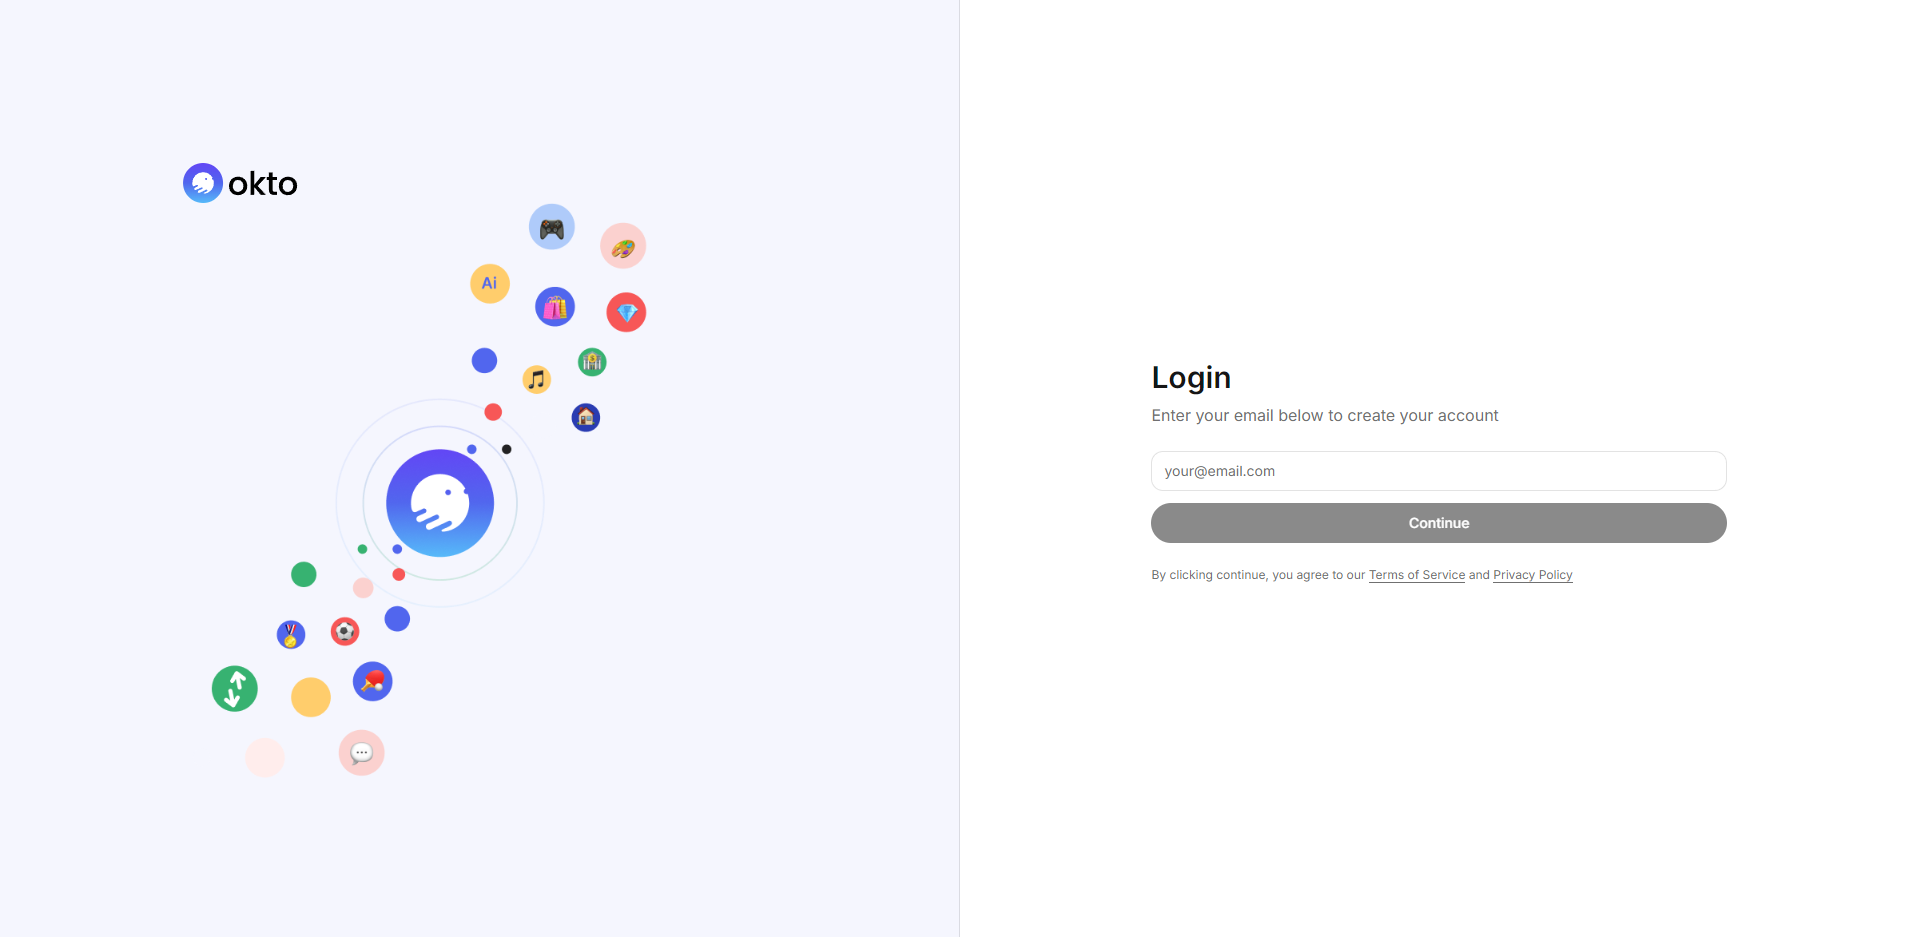 okto
Ai
Login
Enter your email below to create your account
your@email.com
Continue
By clicking continue, you agree to our Terms of Service and Privacy Policy